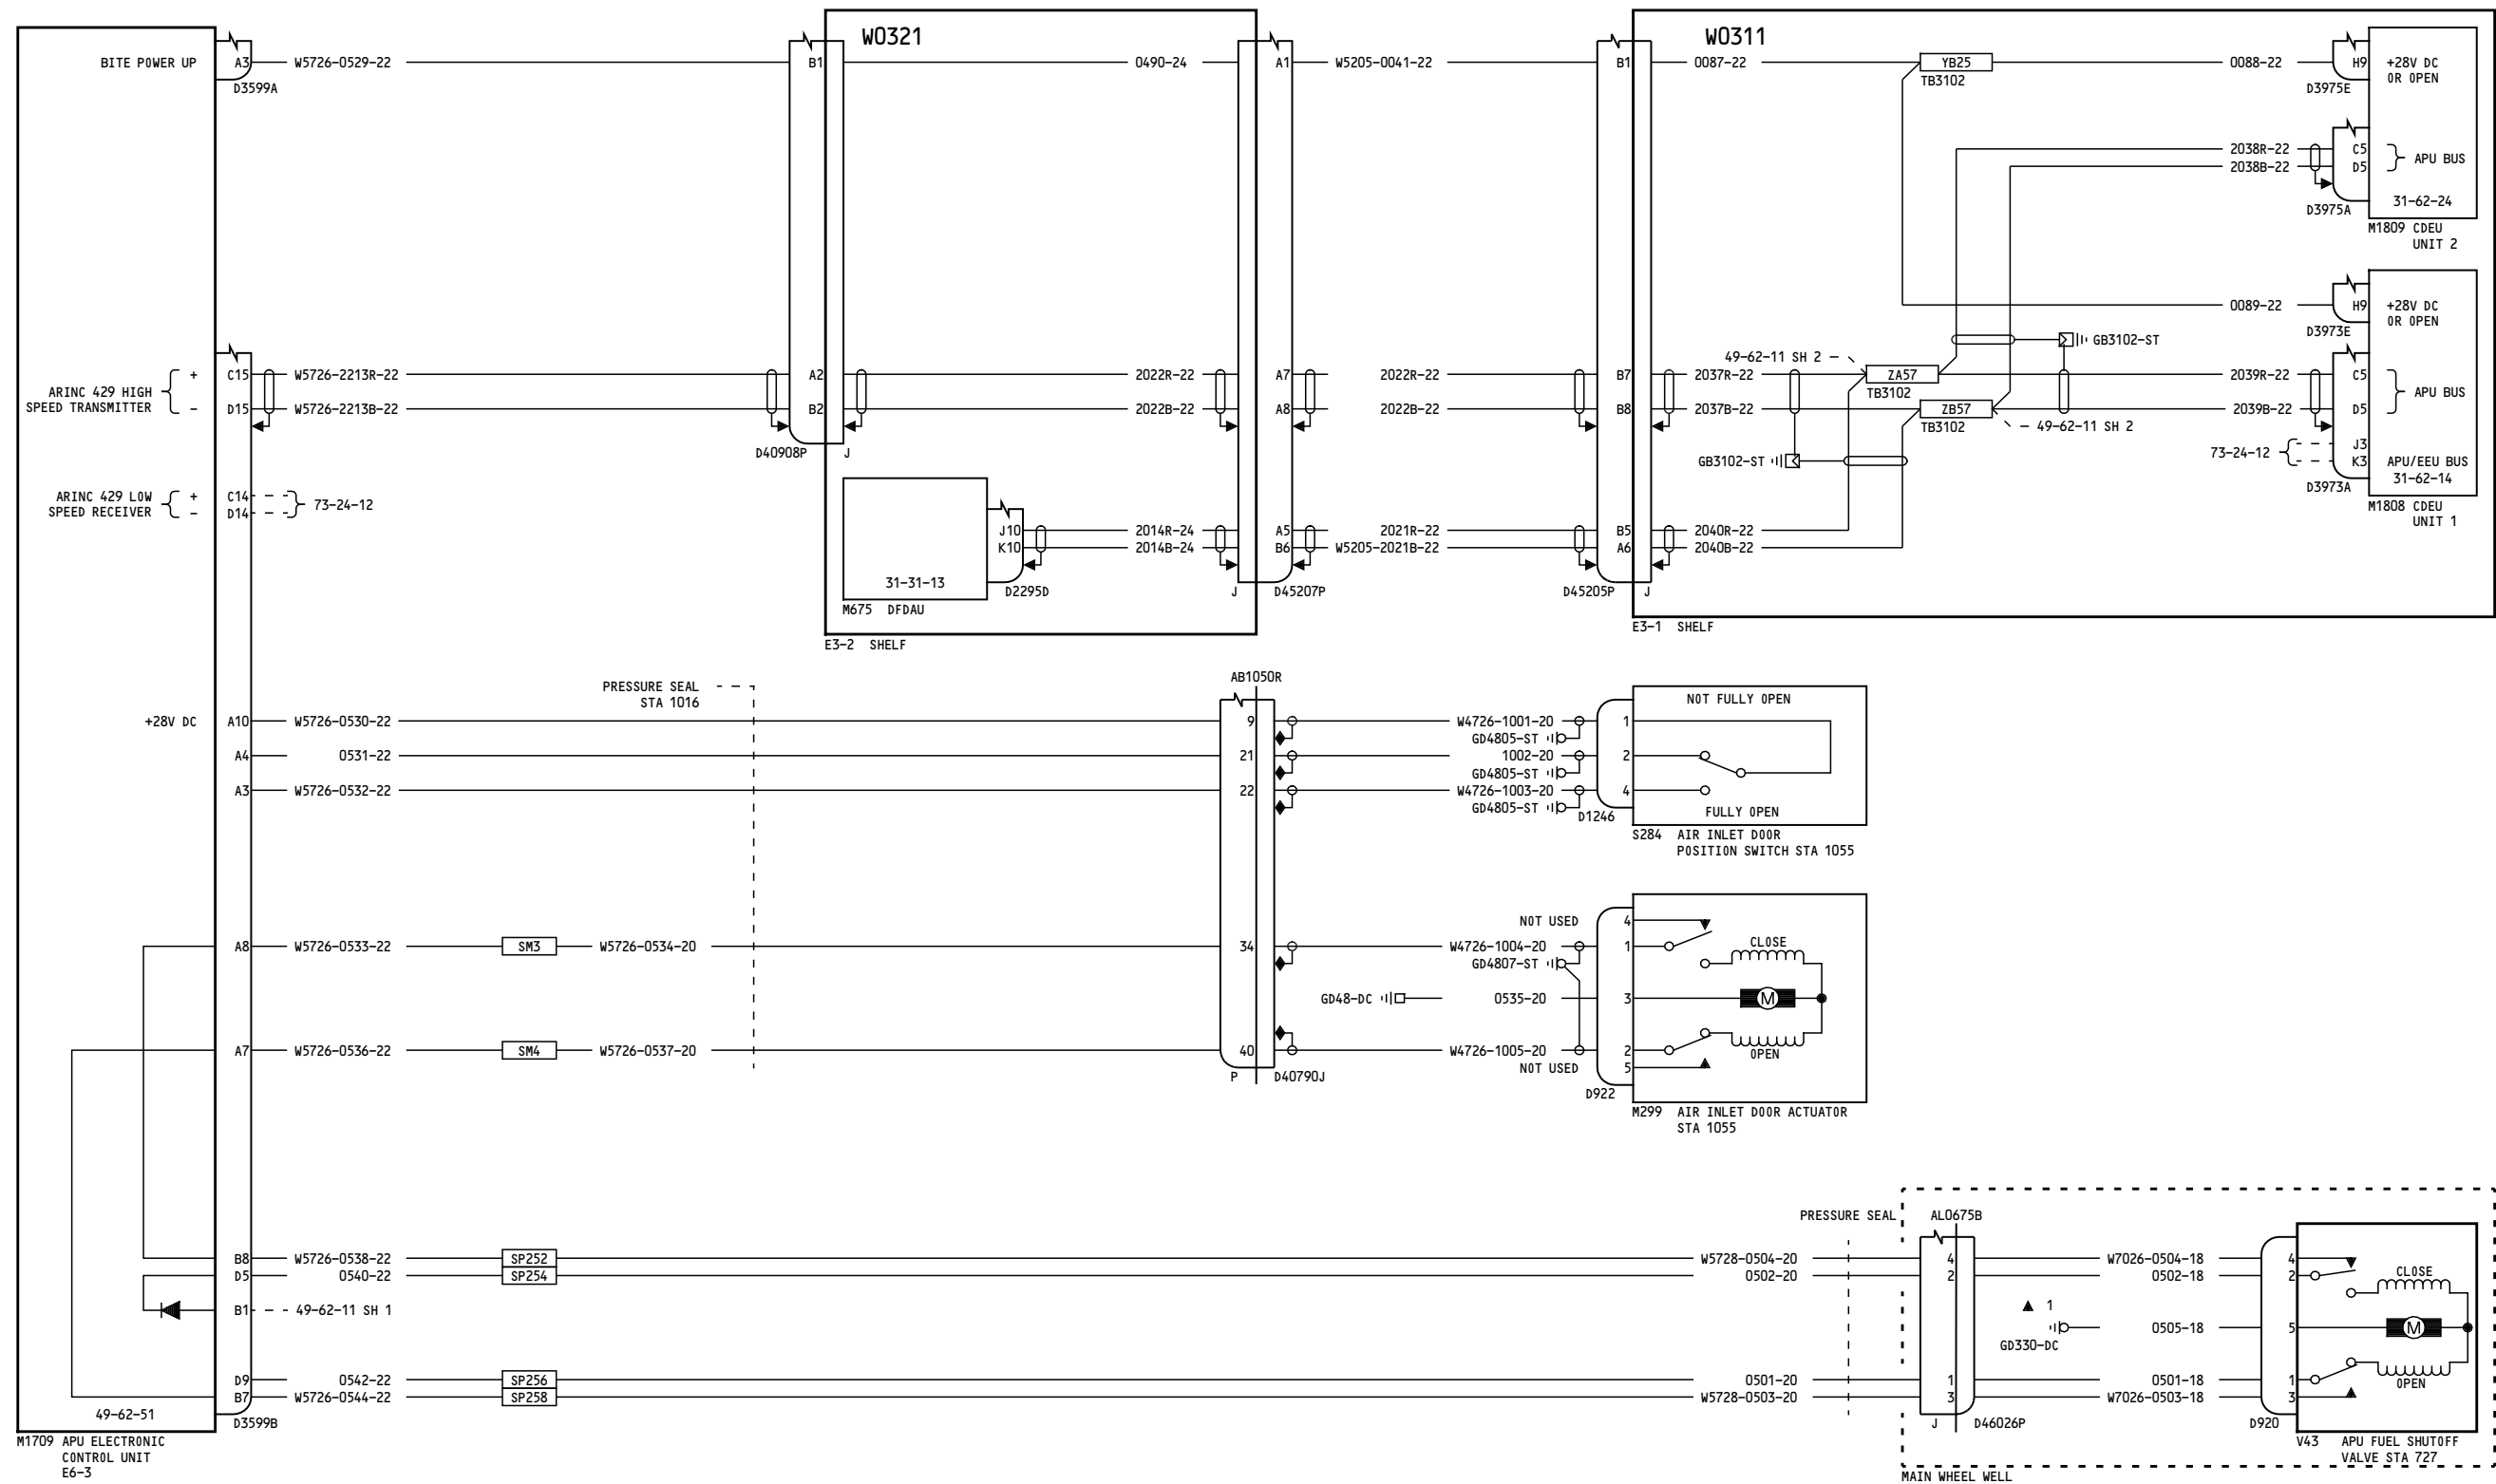 W0321
W0311
BITE POWER UP
A3
W5726-0529-22
B1
0490-24
A1
W5205-0041-22
B1
0087-22
YB25
0088-22
H9
+28V DC
OR OPEN
D3599A
TB3102
D3975E
2038R-22
C5
2038B-22
D5
APU BUS
31-62-24
D3975A
M1809 CDEU
UNIT 2
0089-22
H9
+28V DC
OR OPEN
D3973E
GB3102-ST
49-62-11 SH 2
ARINC 429 HIGH
SPEED TRANSMITTER
+
C15
W5726-2213R-22
A2
2022R-22
A7
2022R-22
B7
2037R-22
ZA57
TB3102
2039R-22
C5
APU BUS
-
D15
W5726-2213B-22
B2
2022B-22
A8
2022B-22
B8
2037B-22
ZB57
TB3102
2039B-22
D5
49-62-11 SH 2
D40908P
J
GB3102-ST
73-24-12
J3
K3
APU/EEU BUS
31-62-14
D3973A
M1808 CDEU
UNIT 1
ARINC 429 LOW
SPEED RECEIVER
+
C14
-
D14
73-24-12
J10
2014R-24
A5
2021R-22
B5
2040R-22
K10
2014B-24
B6
W5205-2021B-22
A6
2040B-22
31-31-13
D2295D
M675 DFDAU
J
D45207P
D45205P
J
E3-2 SHELF
E3-1 SHELF
PRESSURE SEAL
STA 1016
AB1050R
NOT FULLY OPEN
+28V DC
A10
W5726-0530-22
9
W4726-1001-20
1
GD4805-ST
A4
0531-22
21
1002-20
2
GD4805-ST
A3
W5726-0532-22
22
W4726-1003-20
4
GD4805-ST
D1246
FULLY OPEN
S284 AIR INLET DOOR
POSITION SWITCH STA 1055
NOT USED
4
A8
W5726-0533-22
SM3
W5726-0534-20
34
W4726-1004-20
1
CLOSE
GD4807-ST
GD48-DC
0535-20
3
M
A7
W5726-0536-22
SM4
W5726-0537-20
40
W4726-1005-20
2
OPEN
NOT USED
5
P
D40790J
D922
M299 AIR INLET DOOR ACTUATOR
STA 1055
PRESSURE SEAL
AL0675B
B8
W5726-0538-22
SP252
W5728-0504-20
4
W7026-0504-18
4
D5
0540-22
SP254
0502-20
2
0502-18
2
CLOSE
B1
49-62-11 SH 1
1
GD330-DC
0505-18
5
M
D9
0542-22
SP256
0501-20
1
0501-18
1
OPEN
B7
W5726-0544-22
SP258
W5728-0503-20
3
W7026-0503-18
3
49-62-51
D3599B
J
D46026P
D920
M1709 APU ELECTRONIC
CONTROL UNIT
E6-3
V43 APU FUEL SHUTOFF
VALVE STA 727
MAIN WHEEL WELL